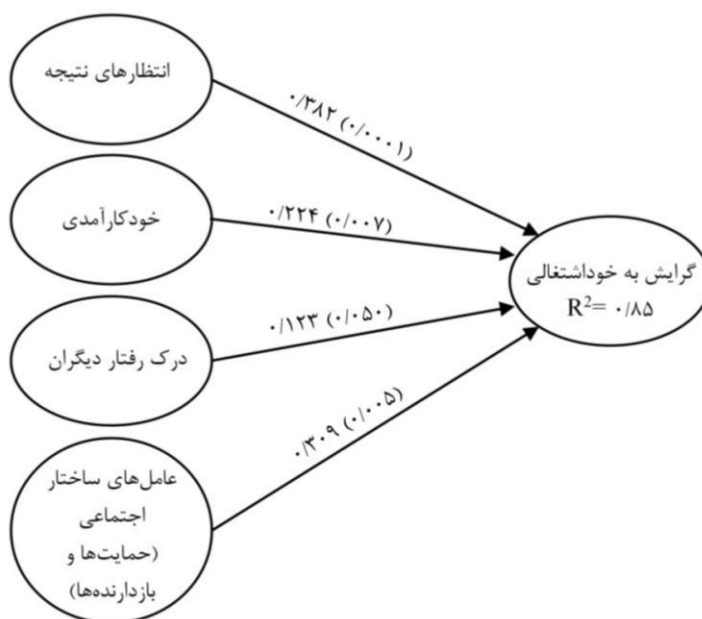 انتظارهای نتیجه
۰/۳۸۲ (۰/۰۰۰۱)
خودکارآمدی
۰/۲۲۴ (۰/۰۰۷)
گرایش به خوداشتغالی
R²= ۰/۸۵
درک رفتار دیگران
۰/۱۲۳ (۰/۰۵۰)
۰/۳۰۹ (۰/۰۰۵)
عامل‌های ساختار
اجتماعی
(حمایت‌ها و
بازدارنده‌ها)